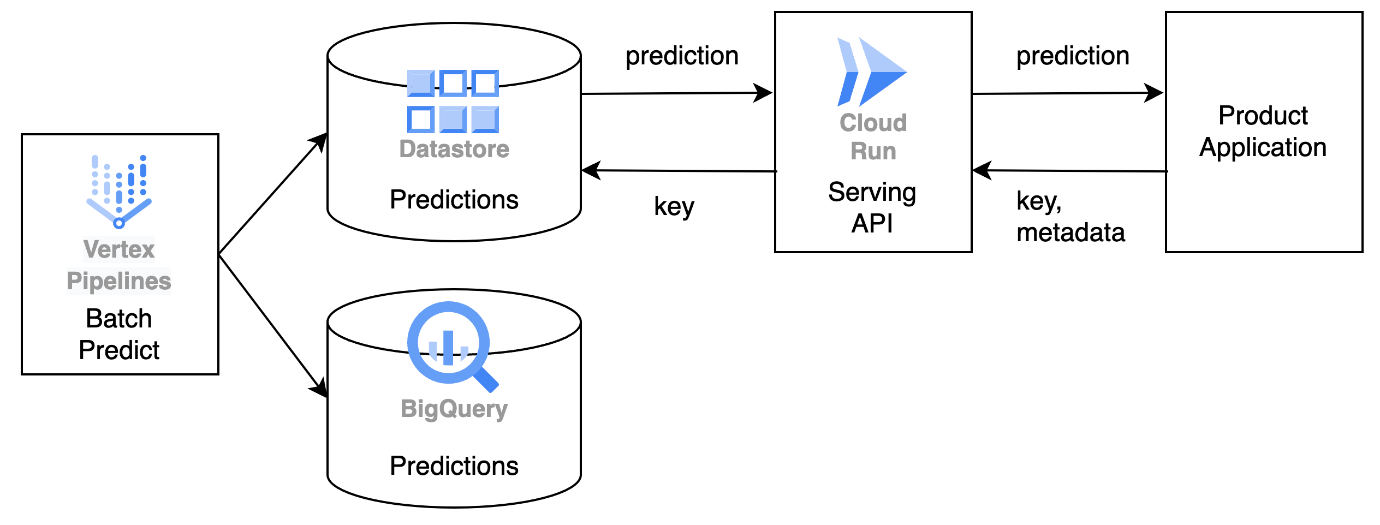 Vertex
Pipelines
Batch
Predict
Datastore
Predictions
BigQuery
Predictions
prediction
key
Cloud
Run
Serving
API
prediction
key,
metadata
Product
Application